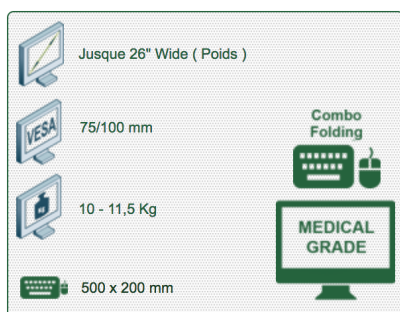 Jusque 26" Wide ( Poids )
VESA
75/100 mm
KG
10 - 11,5 Kg
500 x 200 mm
Combo
Folding
MEDICAL
GRADE